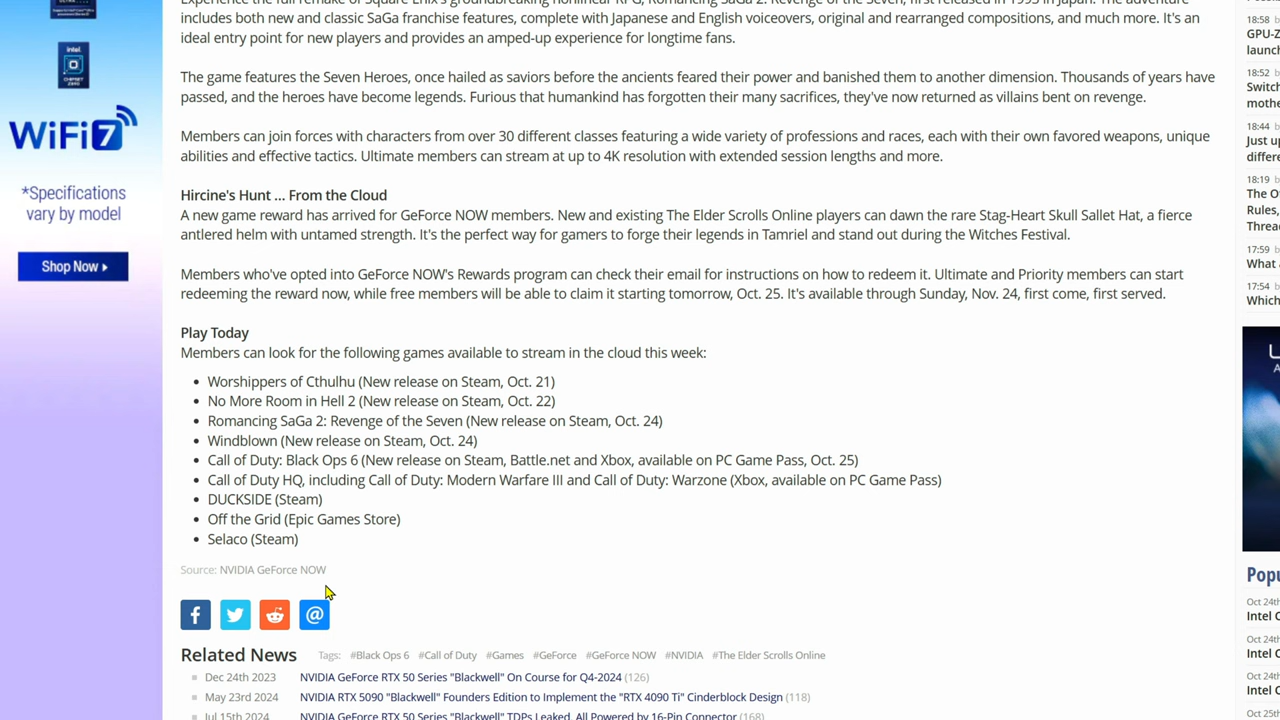 Experience the full remake of Square Enix's groundbreaking nonlinear RPG, Romancing SaGa 2: Revenge of the Seven, first released in 1993 in Japan. The adventure
includes both new and classic SaGa franchise features, complete with Japanese and English voiceovers, original and rearranged compositions, and much more. It's an
ideal entry point for new players and provides an amped-up experience for longtime fans.
The game features the Seven Heroes, once hailed as saviors before the ancients feared their power and banished them to another dimension. Thousands of years have
passed, and the heroes have become legends. Furious that humankind has forgotten their many sacrifices, they've now returned as villains bent on revenge.
Members can join forces with characters from over 30 different classes featuring a wide variety of professions and races, each with their own favored weapons, unique
abilities and effective tactics. Ultimate members can stream at up to 4K resolution with extended session lengths and more.
Hircine's Hunt ... From the Cloud
A new game reward has arrived for GeForce NOW members. New and existing The Elder Scrolls Online players can dawn the rare Stag-Heart Skull Sallet Hat, a fierce
antlered helm with untamed strength. It's the perfect way for gamers to forge their legends in Tamriel and stand out during the Witches Festival.
Members who've opted into GeForce NOW's Rewards program can check their email for instructions on how to redeem it. Ultimate and Priority members can start
redeeming the reward now, while free members will be able to claim it starting tomorrow, Oct. 25. It's available through Sunday, Nov. 24, first come, first served.
Play Today
Members can look for the following games available to stream in the cloud this week:
Worshippers of Cthulhu (New release on Steam, Oct. 21)
No More Room in Hell 2 (New release on Steam, Oct. 22)
Romancing SaGa 2: Revenge of the Seven (New release on Steam, Oct. 24)
Windblown (New release on Steam, Oct. 24)
Call of Duty: Black Ops 6 (New release on Steam, Battle.net and Xbox, available on PC Game Pass, Oct. 25)
Call of Duty HQ, including Call of Duty: Modern Warfare III and Call of Duty: Warzone (Xbox, available on PC Game Pass)
DUCKSIDE (Steam)
Off the Grid (Epic Games Store)
Selaco (Steam)
Source: NVIDIA GeForce NOW
Related News Tags: #Black Ops 6 #Call of Duty #Games #GeForce #GeForce NOW #NVIDIA #The Elder Scrolls Online
Dec 24th 2023 NVIDIA GeForce RTX 50 Series "Blackwell" On Course for Q4-2024 (126)
May 23rd 2024 NVIDIA RTX 5090 "Blackwell" Founders Edition to Implement the "RTX 4090 Ti" Cinderblock Design (118)
Jul 15th 2024 NVIDIA GeForce RTX 50 Series "Blackwell" TDPs Leaked, All Powered by 16-Pin Connector (168)
intel
CHIPSET
Z890
WiFi 7
*Specifications
vary by model
Shop Now
18:58 b
GPU-Z
launch
18:52 b
Switch
mothe
18:44 b
Just up
differe
18:19 b
The O
Rules,
Threa
17:59 b
What a
17:54 b
Which
U
A
Popu
Oct 24th
Intel C
Oct 24th
Intel C
Oct 24th
Intel C
Oct 25th